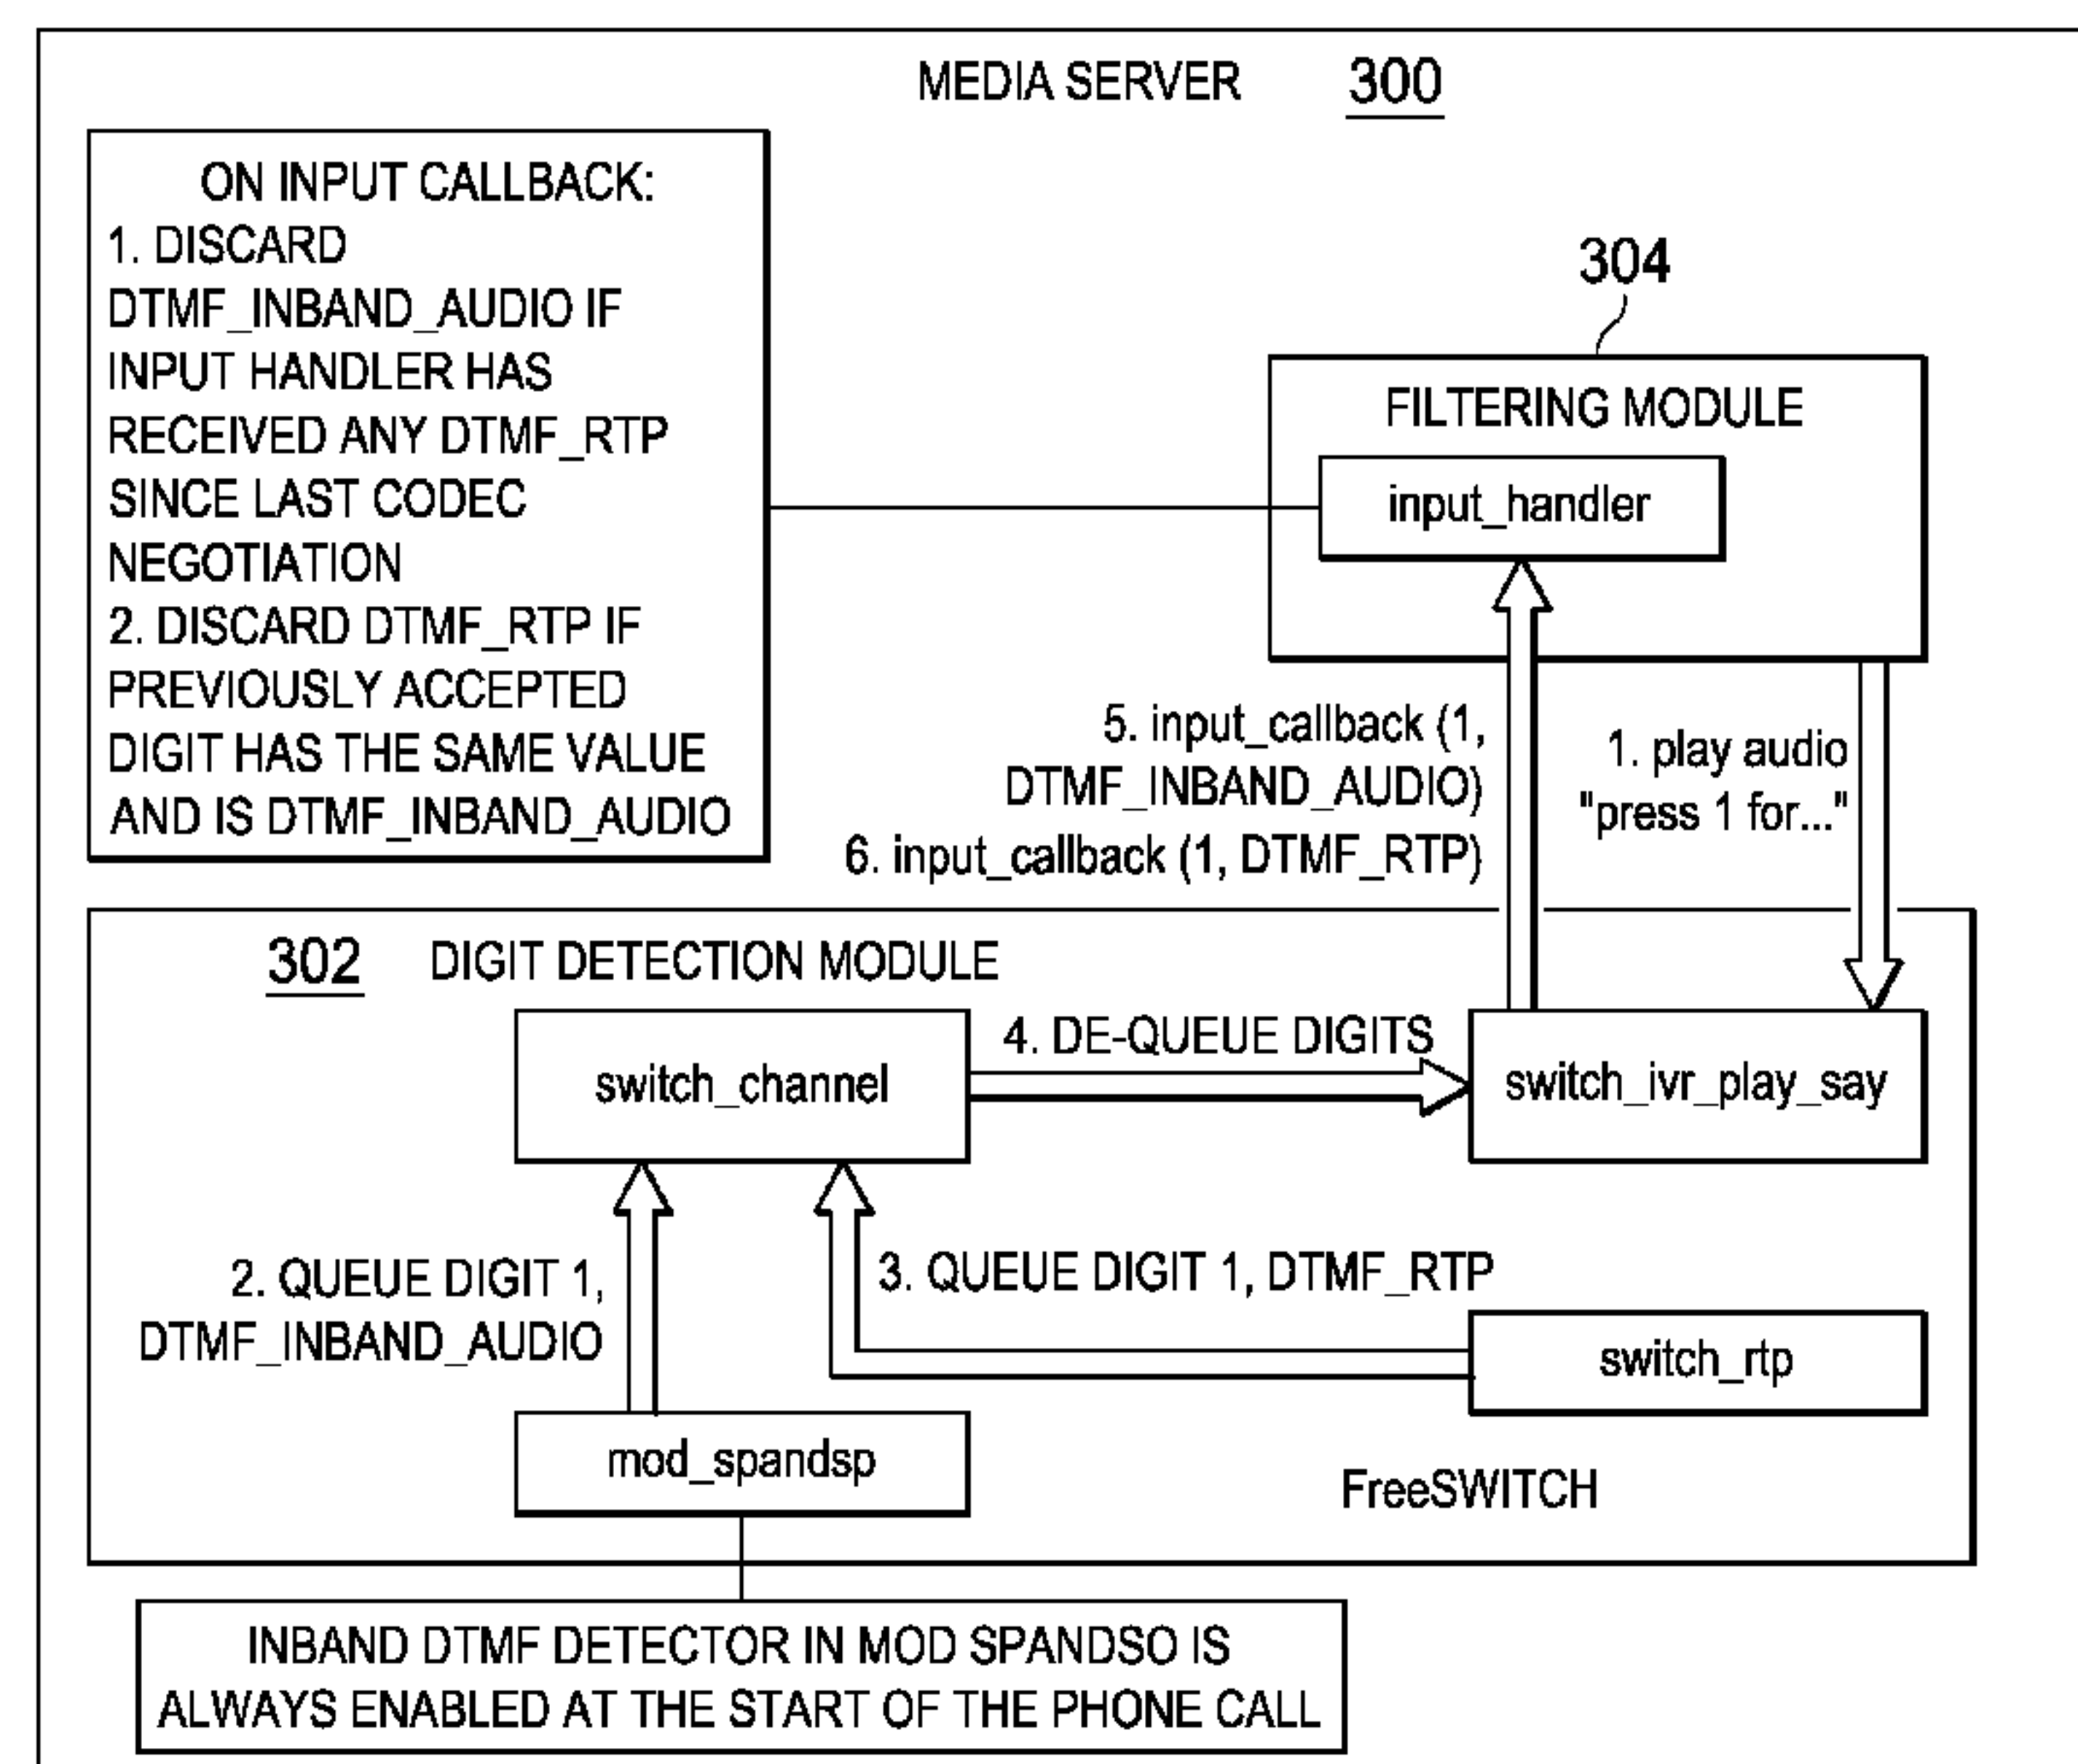 MEDIA SERVER 300
ON INPUT CALLBACK:
1. DISCARD
DTMF_INBAND_AUDIO IF
INPUT HANDLER HAS
RECEIVED ANY DTMF_RTP
SINCE LAST CODEC
NEGOTIATION
2. DISCARD DTMF_RTP IF
PREVIOUSLY ACCEPTED
DIGIT HAS THE SAME VALUE
AND IS DTMF_INBAND_AUDIO
304
FILTERING MODULE
input_handler
5. input_callback (1,
DTMF_INBAND_AUDIO)
6. input_callback (1, DTMF_RTP)
1. play audio
"press 1 for..."
302 DIGIT DETECTION MODULE
switch_channel
4. DE-QUEUE DIGITS
switch_ivr_play_say
2. QUEUE DIGIT 1,
DTMF_INBAND_AUDIO
3. QUEUE DIGIT 1, DTMF_RTP
switch_rtp
mod_spandsp
FreeSWITCH
INBAND DTMF DETECTOR IN MOD SPANDSO IS
ALWAYS ENABLED AT THE START OF THE PHONE CALL